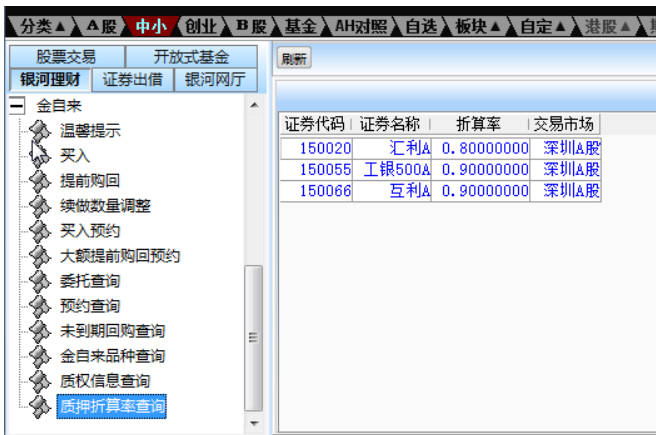 分类▲ A股 中小 创业 B股 基金 AH对照 自选 板块▲ 自定▲ 港股▲
股票交易 开放式基金 刷新
银河理财 证券出借 银河网厅
金自来
温馨提示
买入
提前购回
续做数量调整
买入预约
大额提前购回预约
委托查询
预约查询
未到期回购查询
金自来品种查询
质权信息查询
质押折算率查询
证券代码 证券名称 折算率 交易市场
150020 汇利A 0.80000000 深圳A股
150055 工银500A 0.90000000 深圳A股
150066 互利A 0.90000000 深圳A股